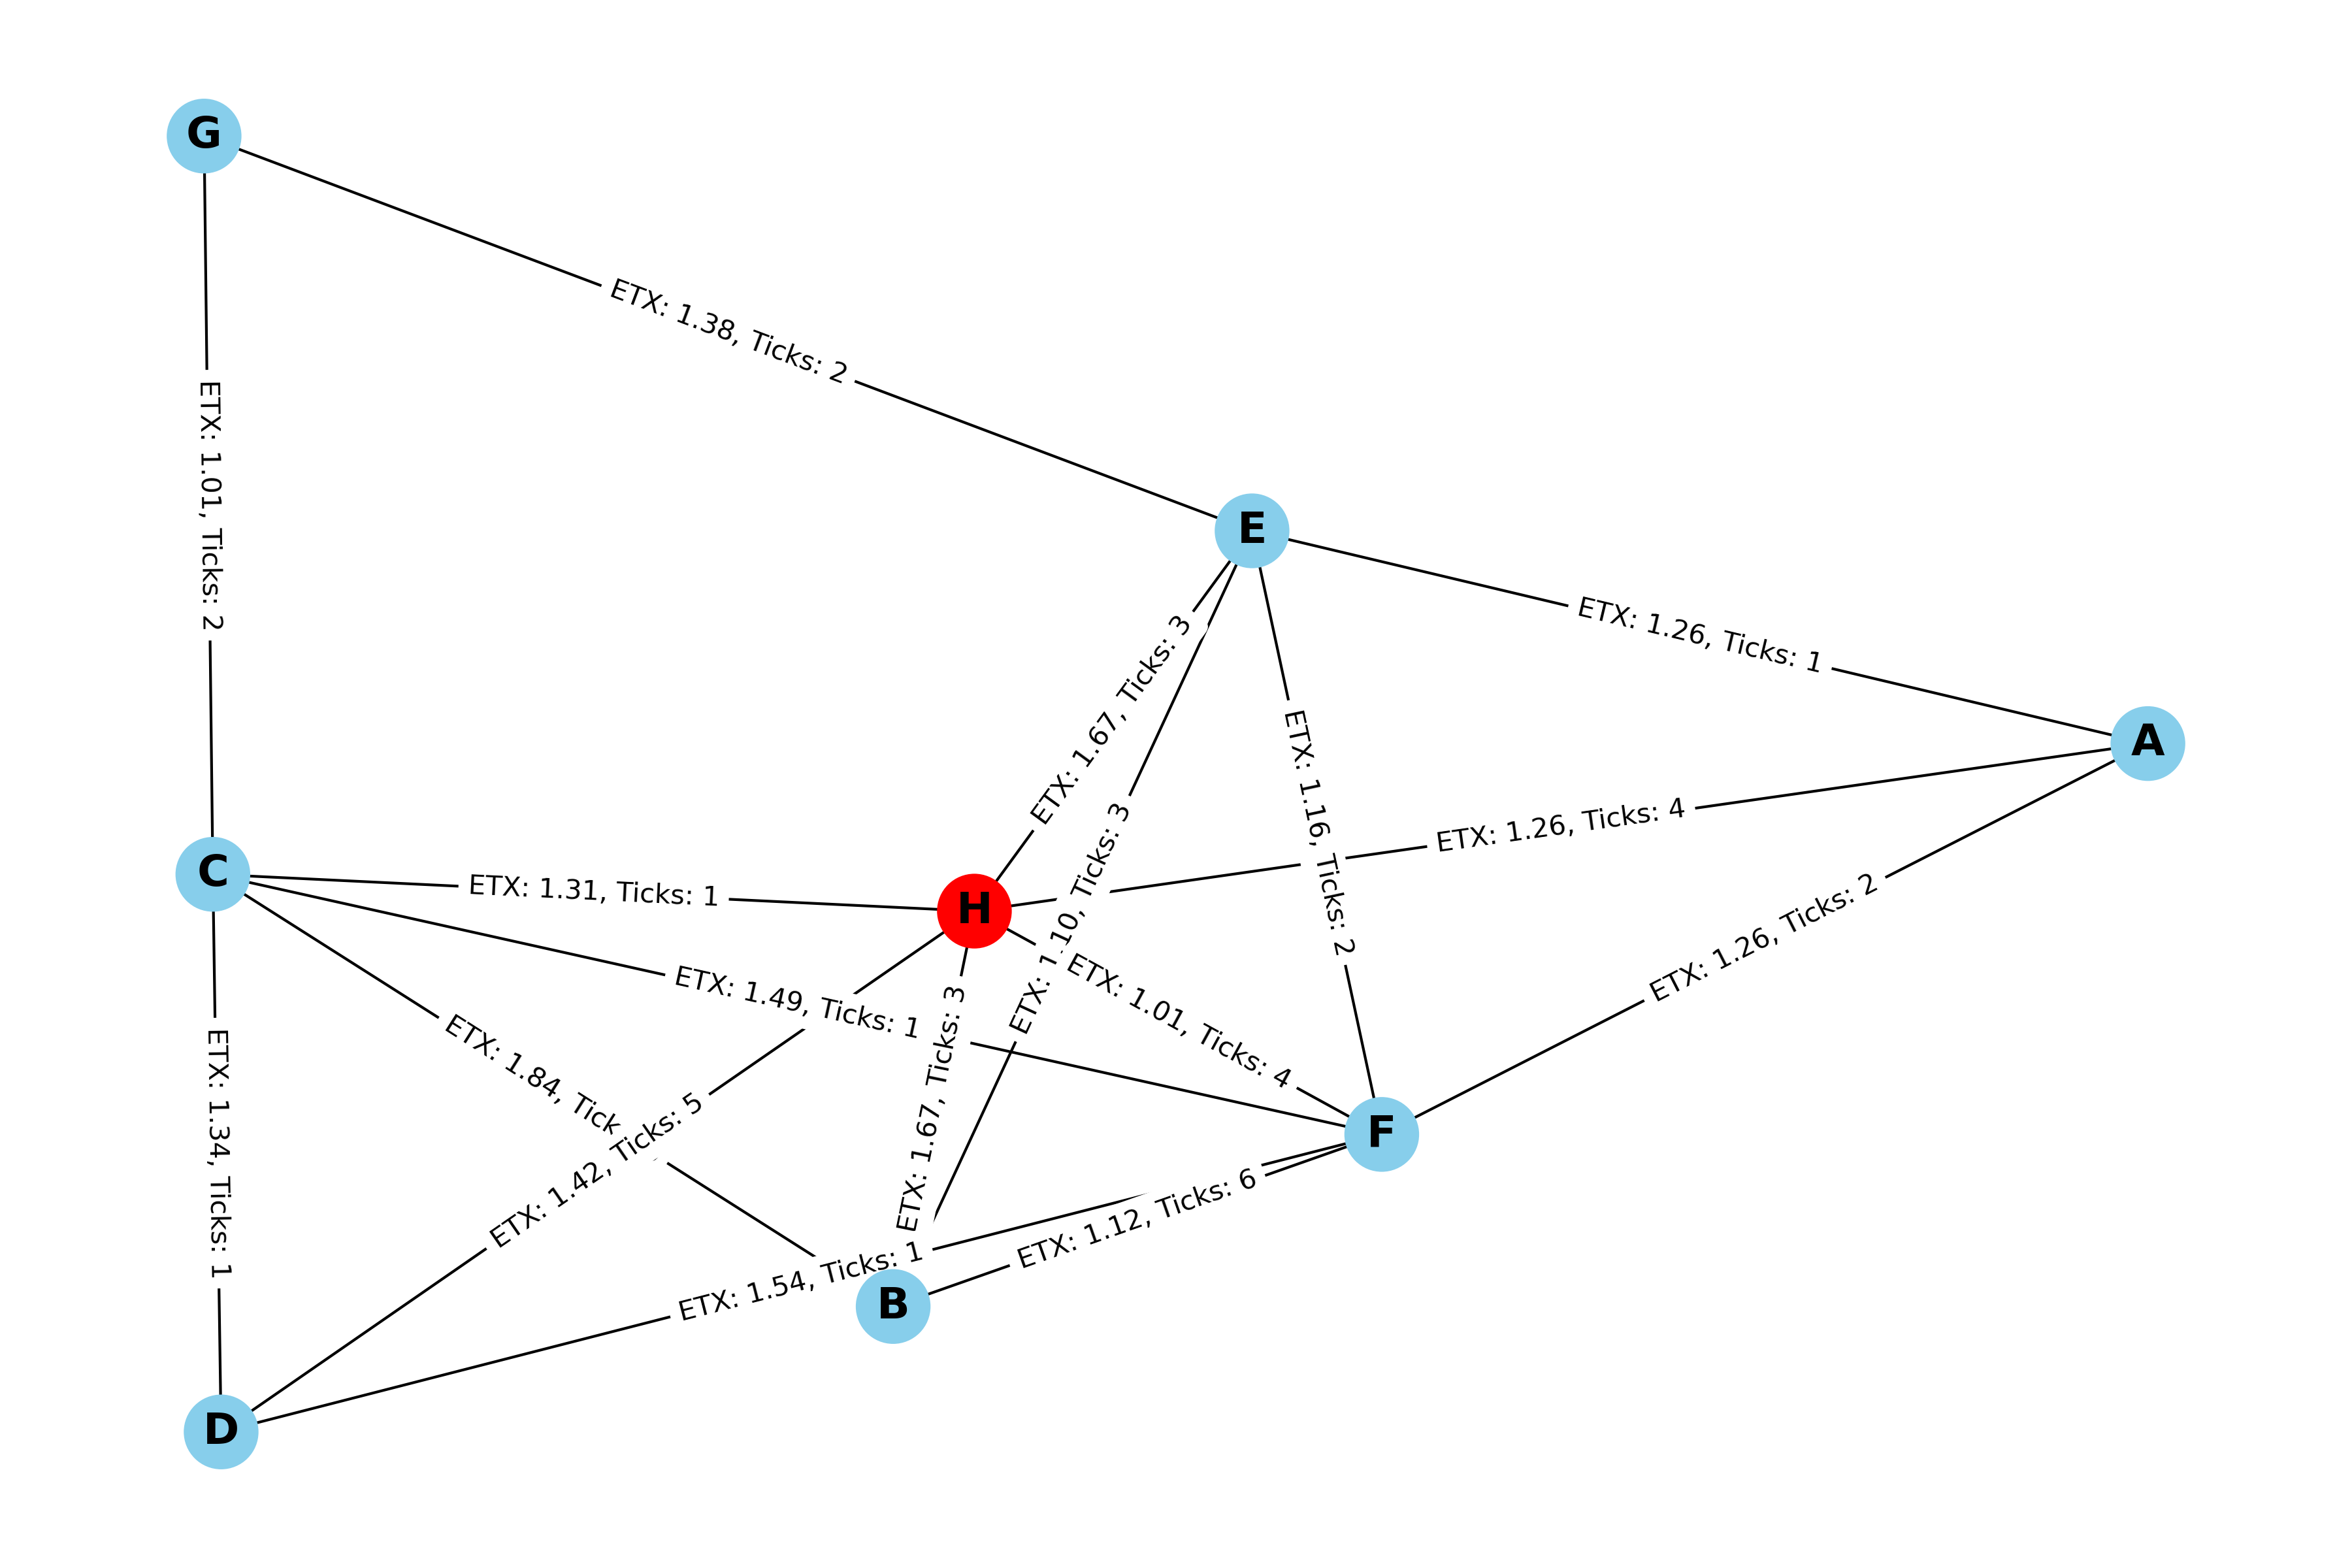 G
ETX: 1.38, Ticks: 2
ETX: 1.01, Ticks: 2
E
ETX: 1.26, Ticks: 1
ETX: 1.67, Ticks: 3
A
ETX: 1.16, Ticks: 2
ETX: 1.26, Ticks: 4
C
ETX: 1.31, Ticks: 1
H
ETX: 1.10, Ticks: 3
ETX: 1.26, Ticks: 2
ETX: 1.49, Ticks: 1
ETX: 1.01, Ticks: 4
ETX: 1.84, Tick
ETX: 1.67, Ticks: 3
F
ETX: 1.34, Ticks: 1
ETX: 1.42, Ticks: 5
ETX: 1.12, Ticks: 6
ETX: 1.54, Ticks: 1
B
D